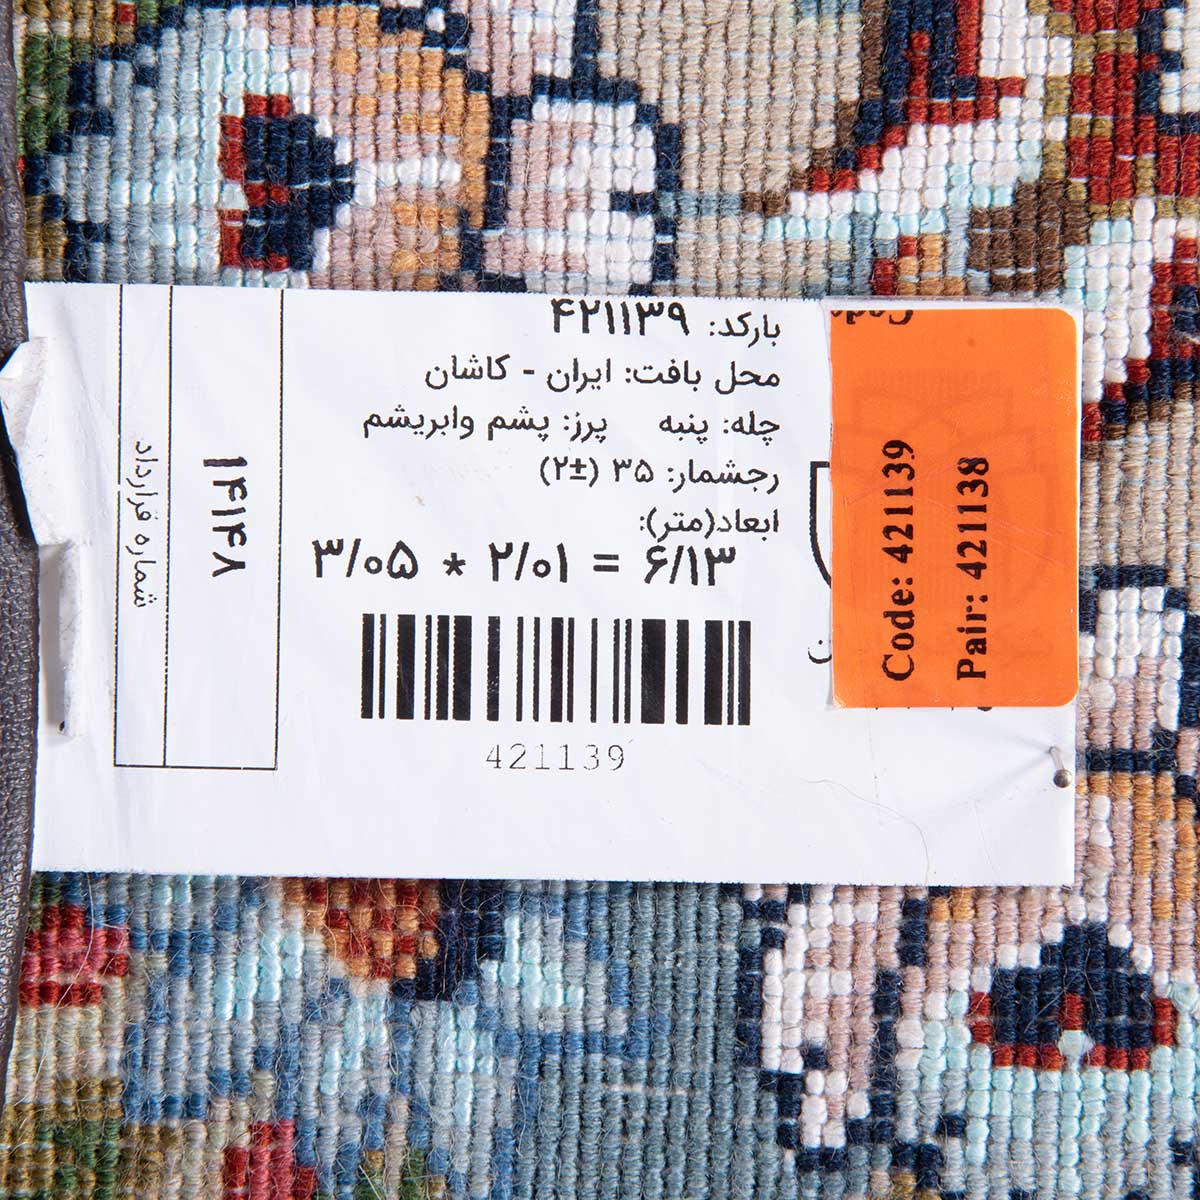 بارکد: ۴۲۱۱۳۹
محل بافت: ایران - کاشان
چله: پنبه پرز: پشم وابریشم
رجشمار: ۳۵ (±۲)
ابعاد(متر):
۳/۰۵ * ۲/۰۱ = ۶/۱۳
421139
شماره قرارداد
۱۴۱۴۸
Code: 421139
Pair: 421138